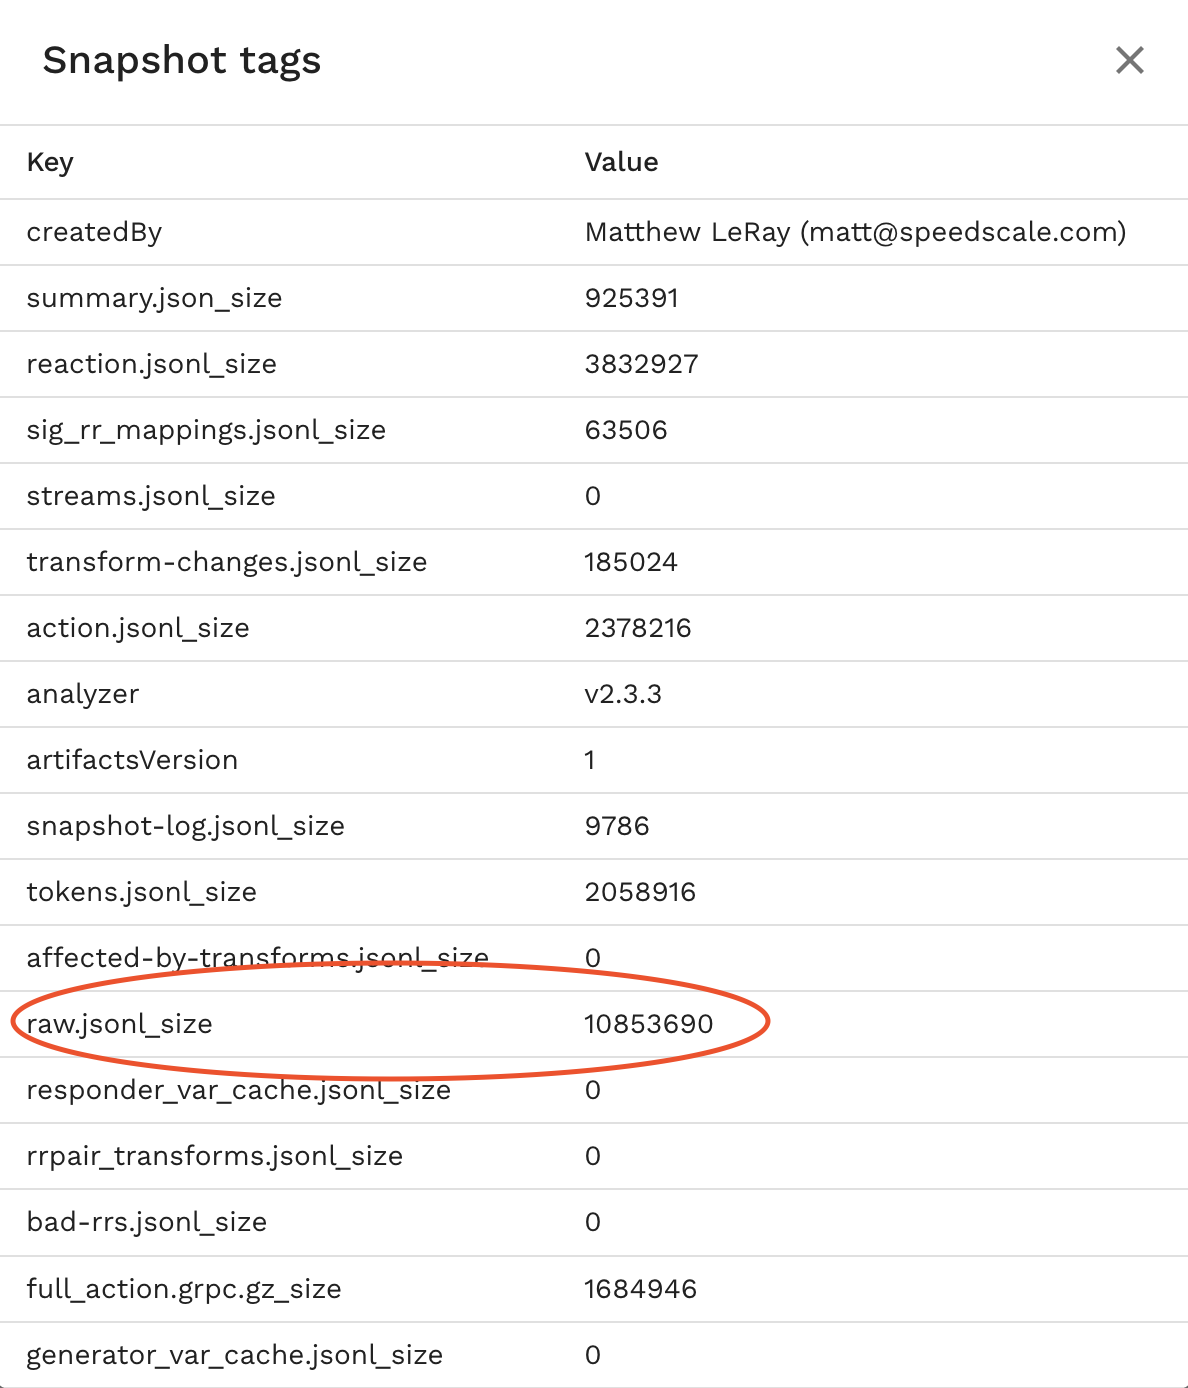 Snapshot tags
Key Value
createdBy Matthew LeRay (matt@speedscale.com)
summary.json_size 925391
reaction.jsonl_size 3832927
sig_rr_mappings.jsonl_size 63506
streams.jsonl_size 0
transform-changes.jsonl_size 185024
action.jsonl_size 2378216
analyzer v2.3.3
artifactsVersion 1
snapshot-log.jsonl_size 9786
tokens.jsonl_size 2058916
affected-by-transforms.jsonl_size 0
raw.jsonl_size 10853690
responder_var_cache.jsonl_size 0
rrpair_transforms.jsonl_size 0
bad-rrs.jsonl_size 0
full_action.grpc.gz_size 1684946
generator_var_cache.jsonl_size 0